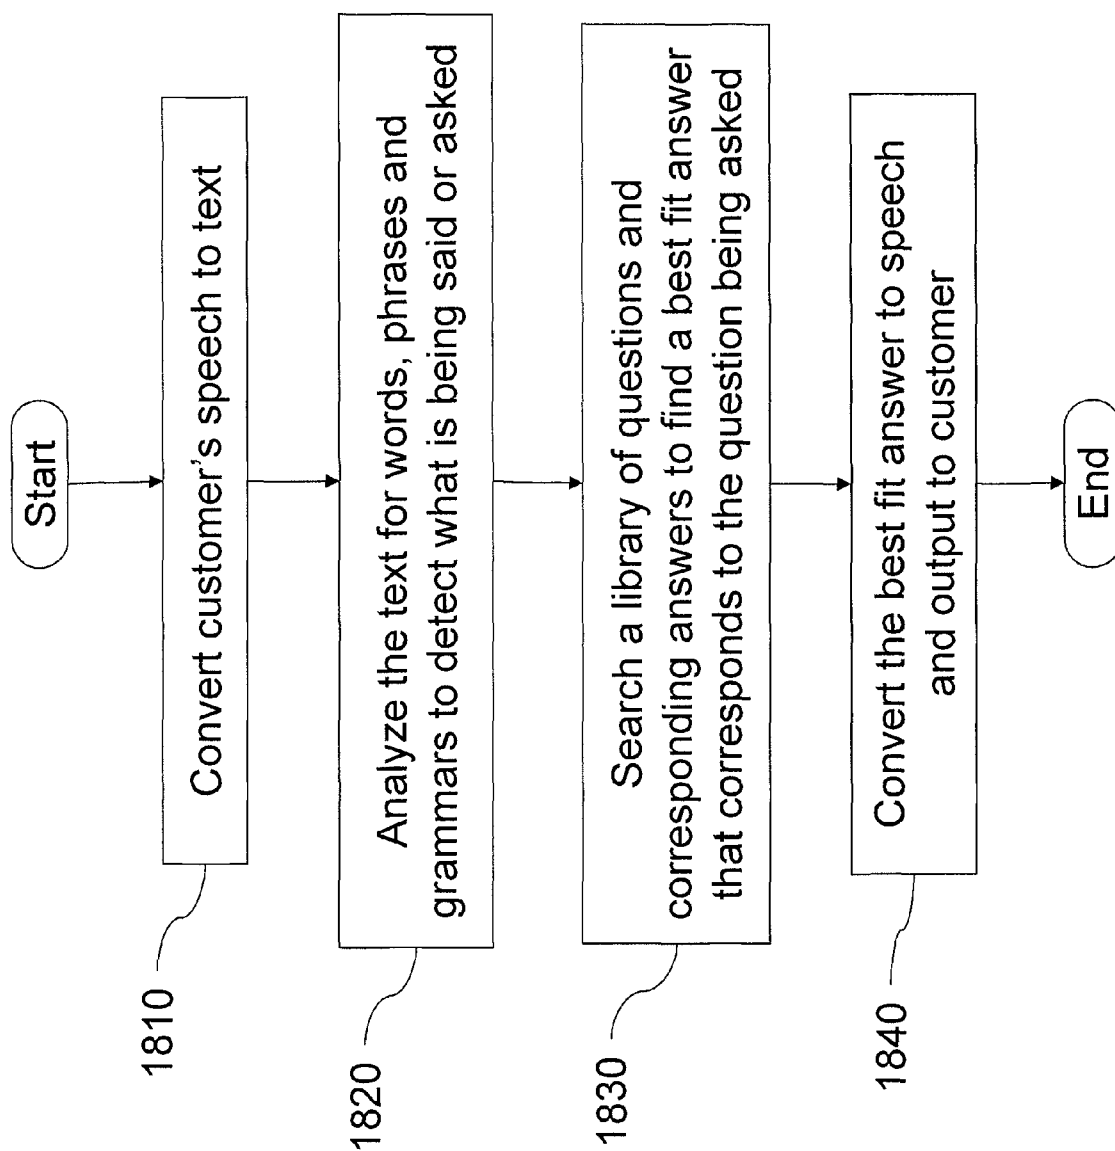 Start
1810
Convert customer's speech to text
1820
Analyze the text for words, phrases and
grammars to detect what is being said or asked
1830
Search a library of questions and
corresponding answers to find a best fit answer
that corresponds to the question being asked
1840
Convert the best fit answer to speech
and output to customer
End